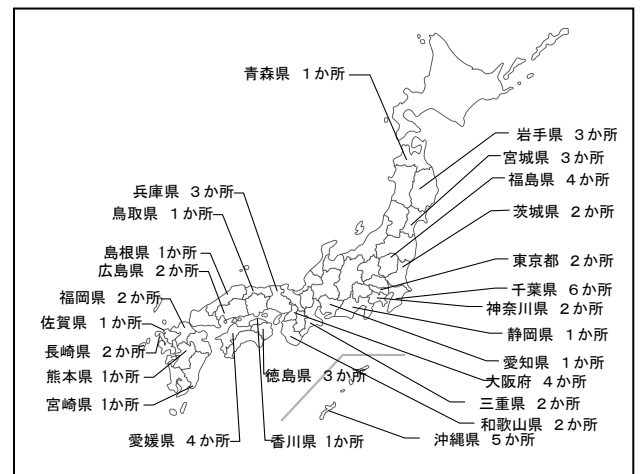 青森県 1か所
岩手県 3か所
宮城県 3か所
福島県 4か所
茨城県 2か所
東京都 2か所
千葉県 6か所
神奈川県 2か所
静岡県 1か所
愛知県 1か所
大阪府 4か所
三重県 2か所
和歌山県 2か所
沖縄県 5か所
兵庫県 3か所
鳥取県 1か所
島根県 1か所
広島県 2か所
福岡県 2か所
佐賀県 1か所
長崎県 2か所
熊本県 1か所
宮崎県 1か所
徳島県 3か所
愛媛県 4か所
香川県 1か所